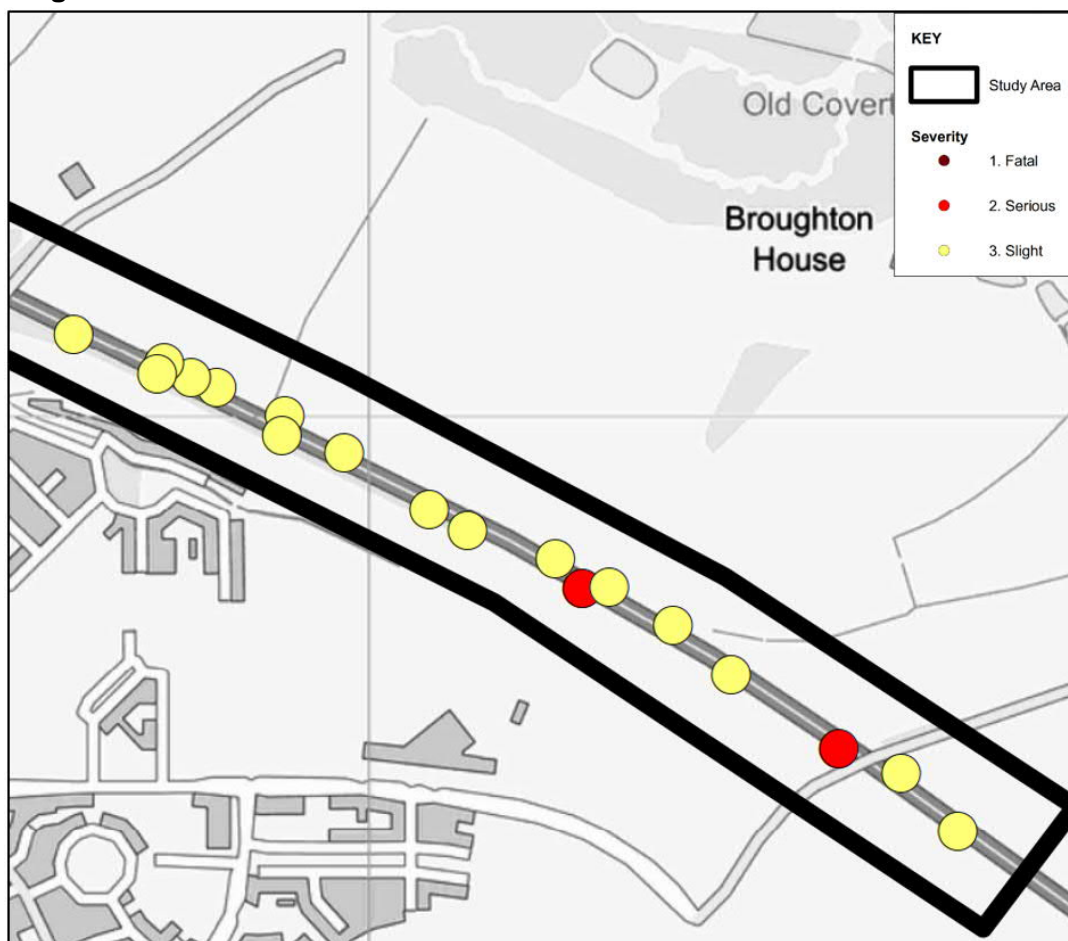 KEY
Study Area
Severity
1. Fatal
2. Serious
3. Slight
Old Covert
Broughton
House